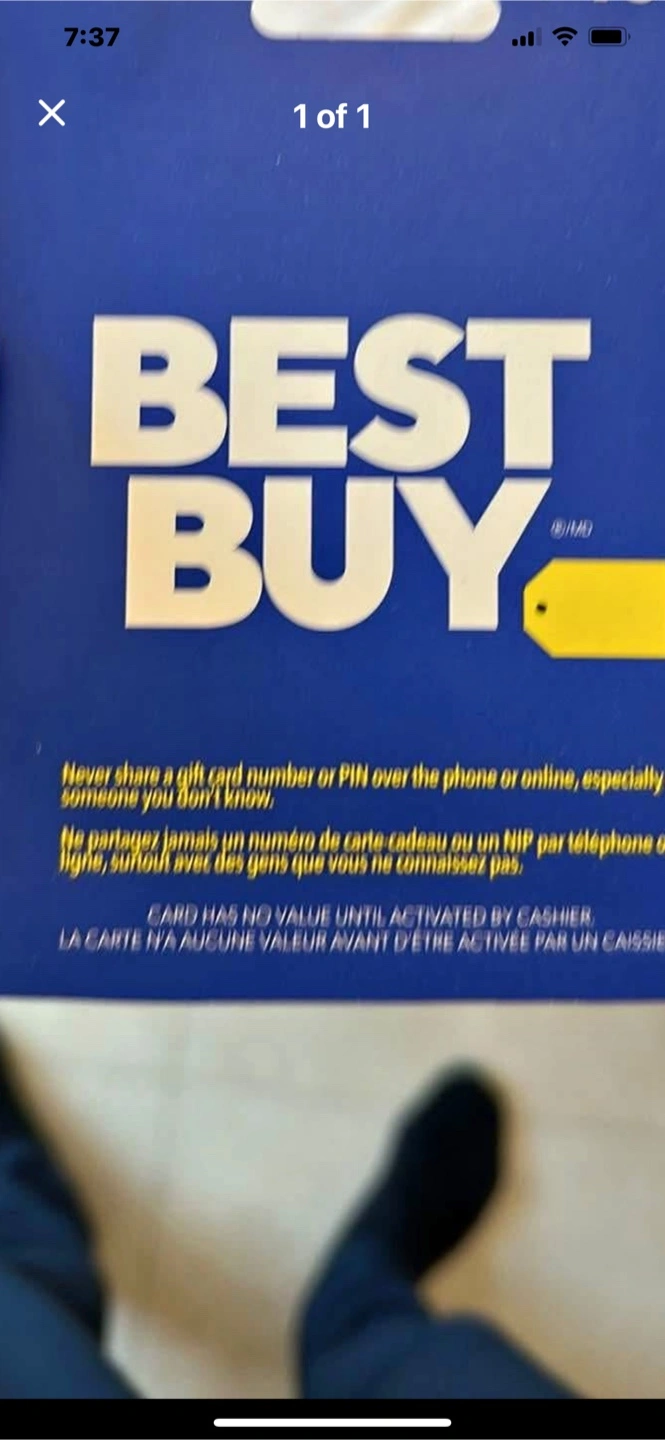 7:37
1 of 1
BEST
BUY
®/MD
Never share a gift card number or PIN over the phone or online, especially
someone you don't know.
Ne partagez jamais un numéro de carte-cadeau ou un NIP par téléphone o
ligne, surtout avec des gens que vous ne connaissez pas.
CARD HAS NO VALUE UNTIL ACTIVATED BY CASHIER.
LA CARTE N'A AUCUNE VALEUR AVANT D'ÊTRE ACTIVÉE PAR UN CAISSIE